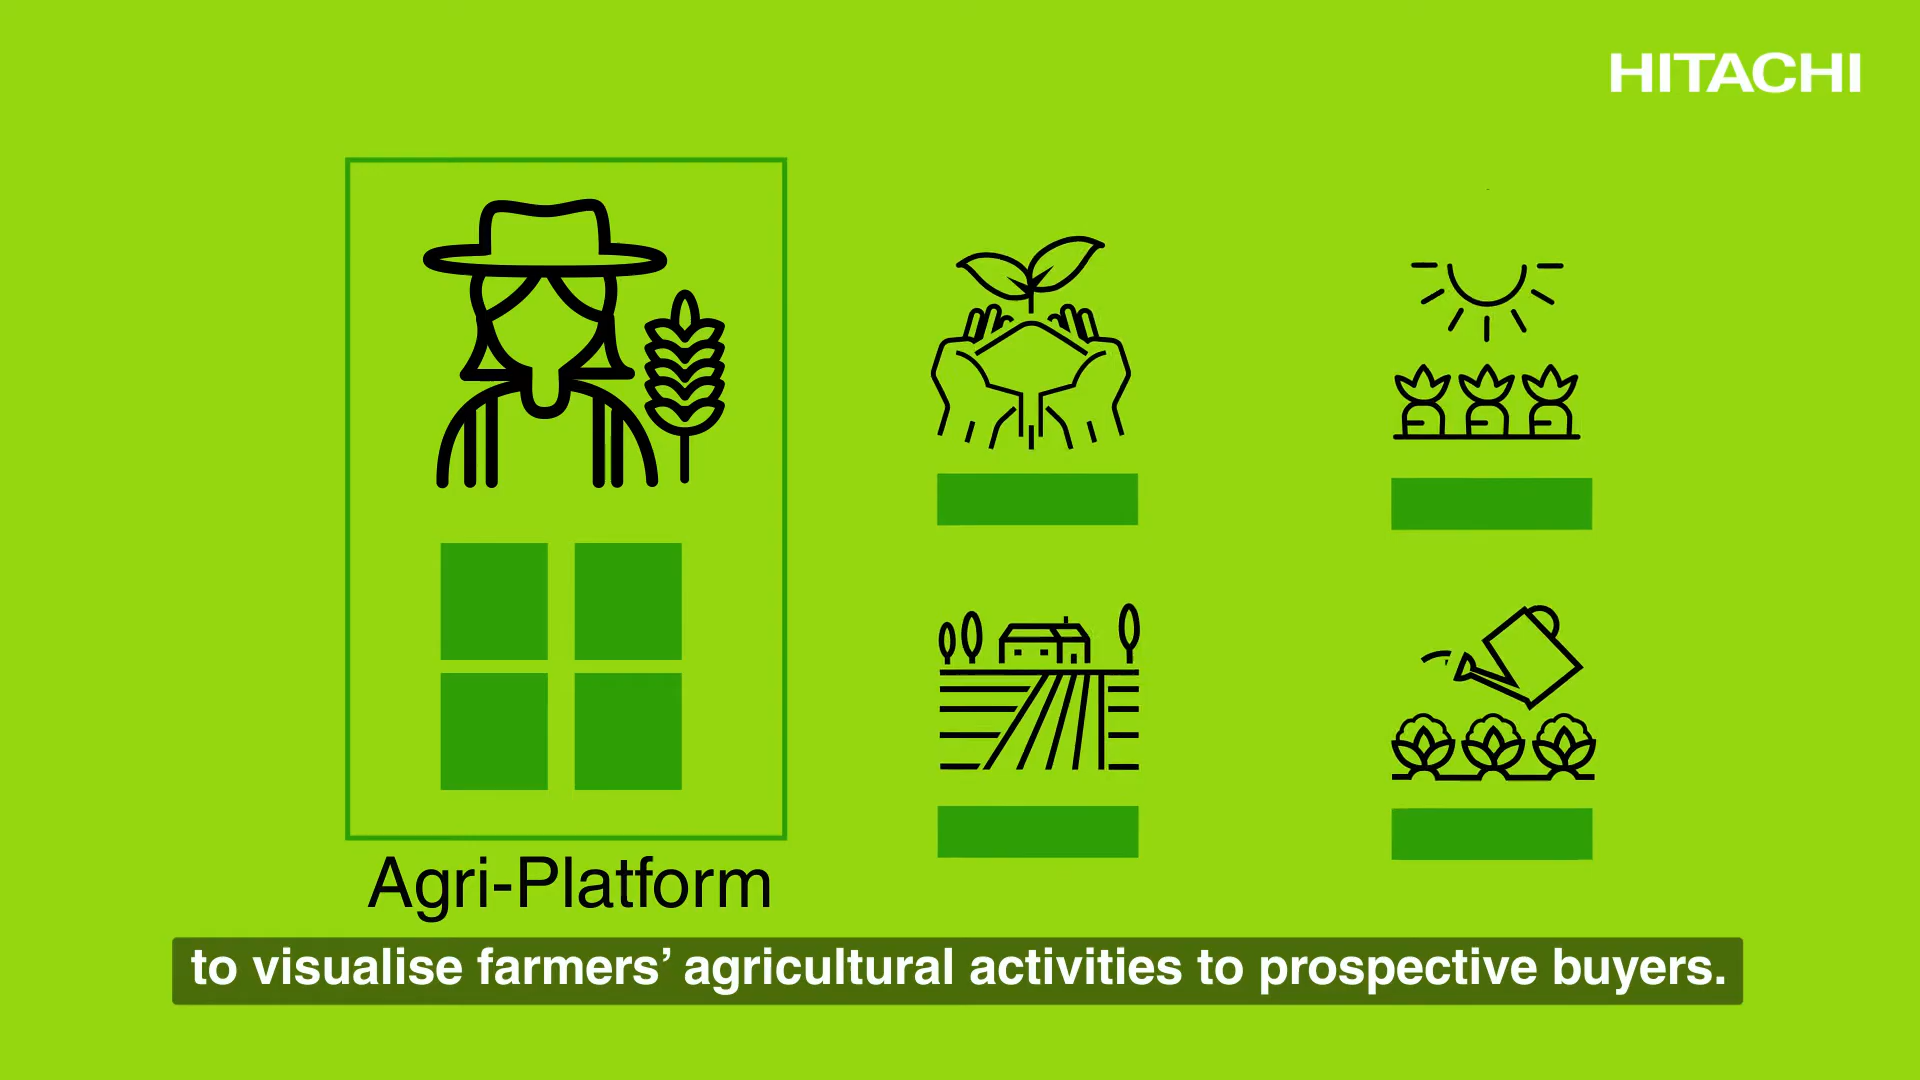 HITACHI
Agri-Platform
to visualise farmers’ agricultural activities to prospective buyers.